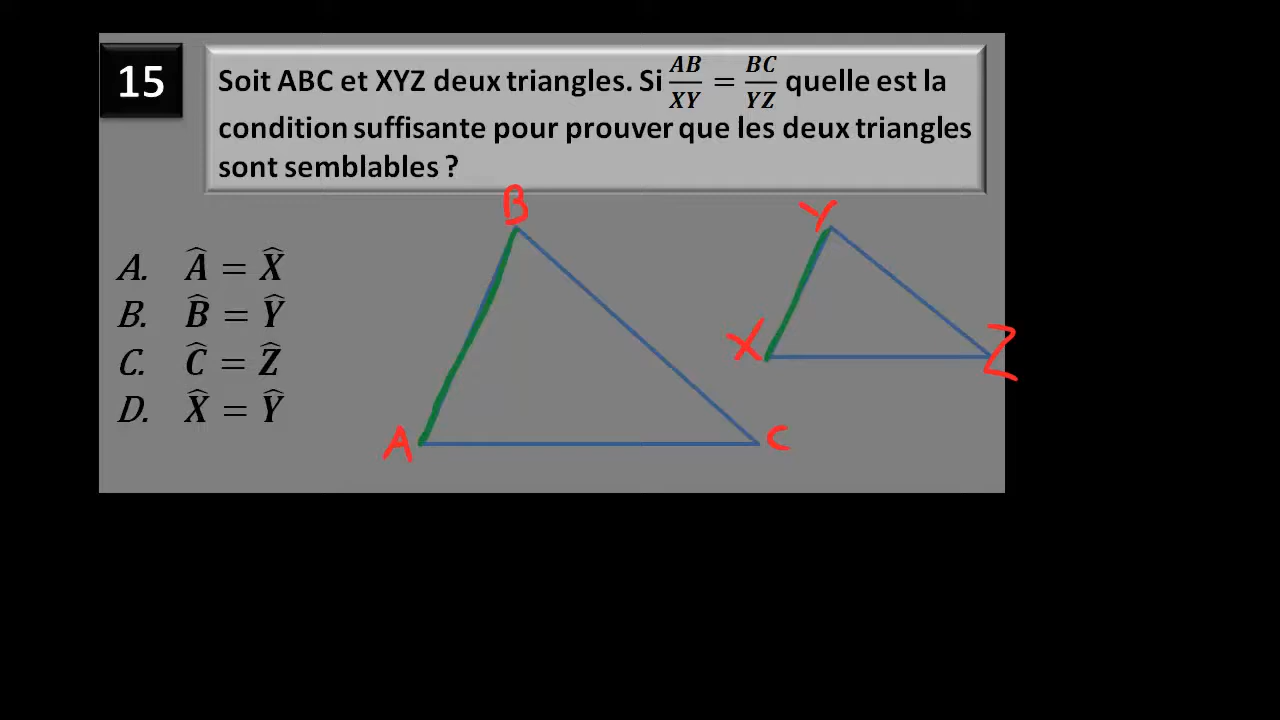 15
Soit ABC et XYZ deux triangles. Si AB/XY = BC/YZ quelle est la
condition suffisante pour prouver que les deux triangles
sont semblables ?
B
Y
A. Â = X̂
B. B̂ = Ŷ
C. Ĉ = Ẑ
D. X̂ = Ŷ
X
Z
A
C